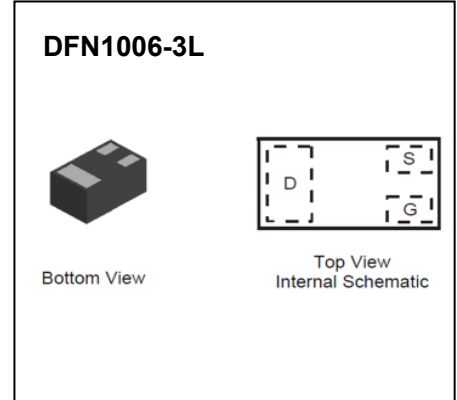 DFN1006-3L
D
S
G
Bottom View
Top View
Internal Schematic